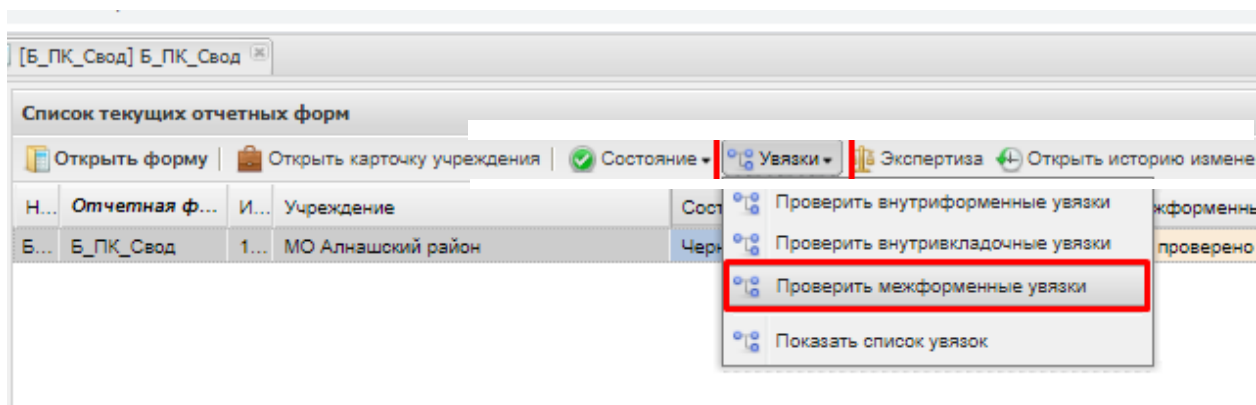 [Б_ПК_Свод] Б_ПК_Свод
Список текущих отчетных форм
Открыть форму Открыть карточку учреждения Состояние Увязки Экспертиза Открыть историю измене
Н... Отчетная ф... И... Учреждение Сост жформенны
Б... Б_ПК_Свод 1... МО Алнашский район Черн проверено
Проверить внутриформенные увязки
Проверить внутривкладочные увязки
Проверить межформенные увязки
Показать список увязок